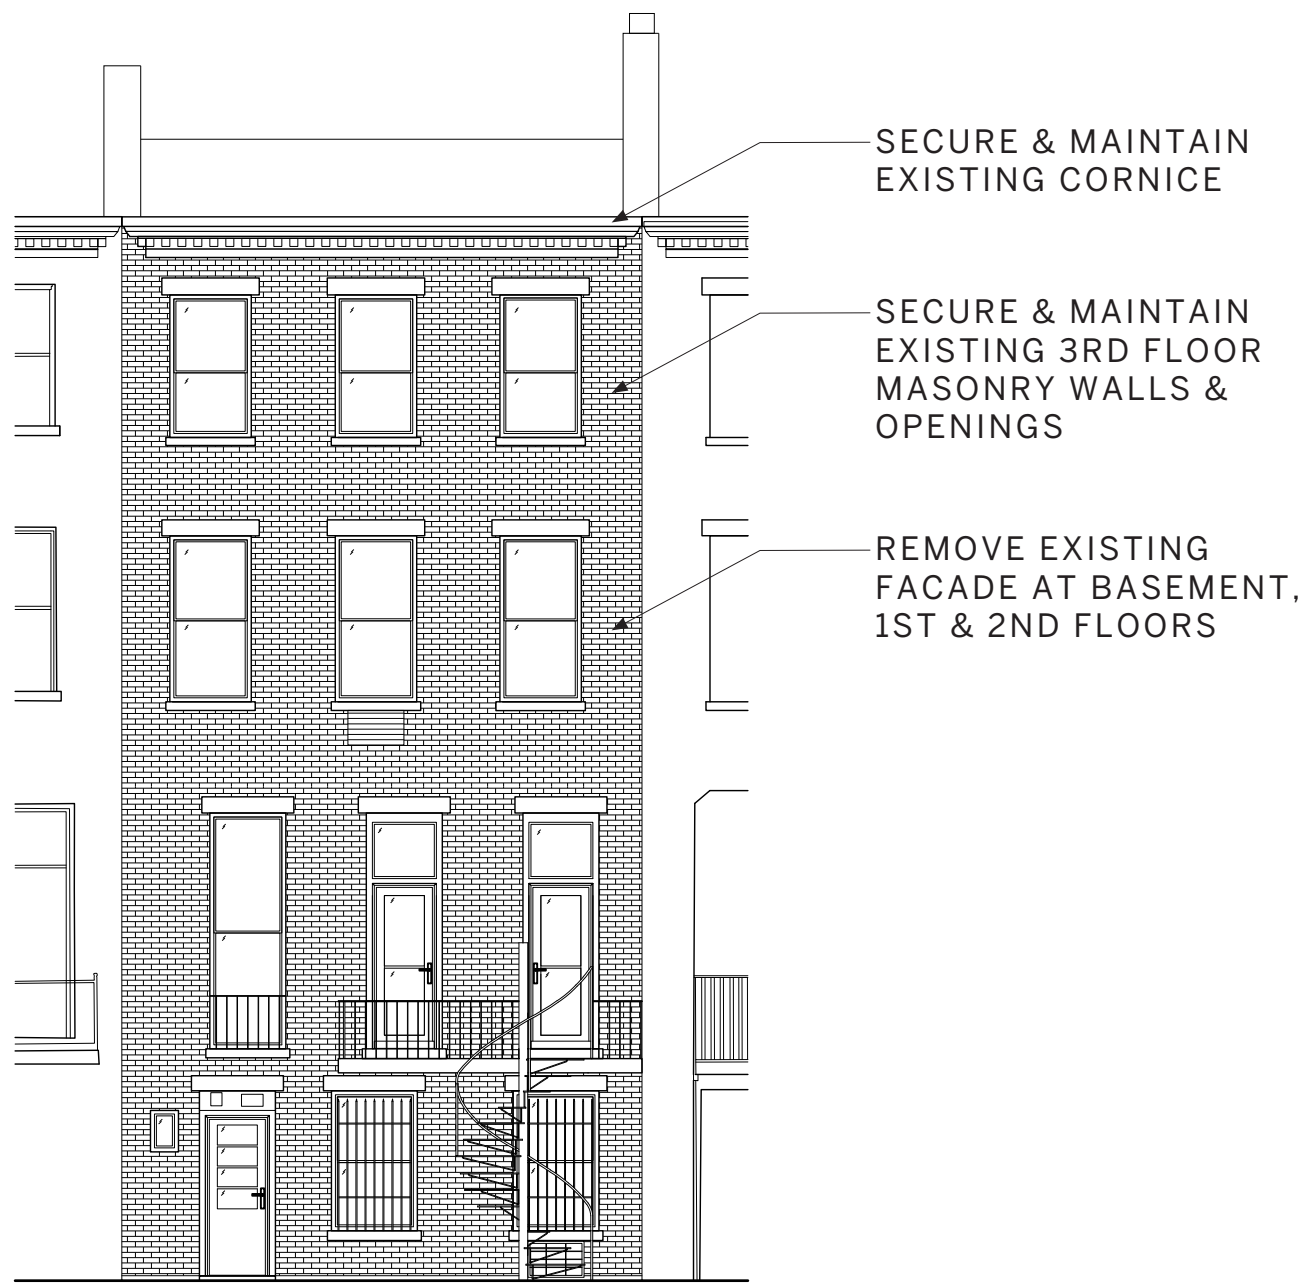 SECURE & MAINTAIN
EXISTING CORNICE
SECURE & MAINTAIN
EXISTING 3RD FLOOR
MASONRY WALLS &
OPENINGS
REMOVE EXISTING
FACADE AT BASEMENT,
1ST & 2ND FLOORS